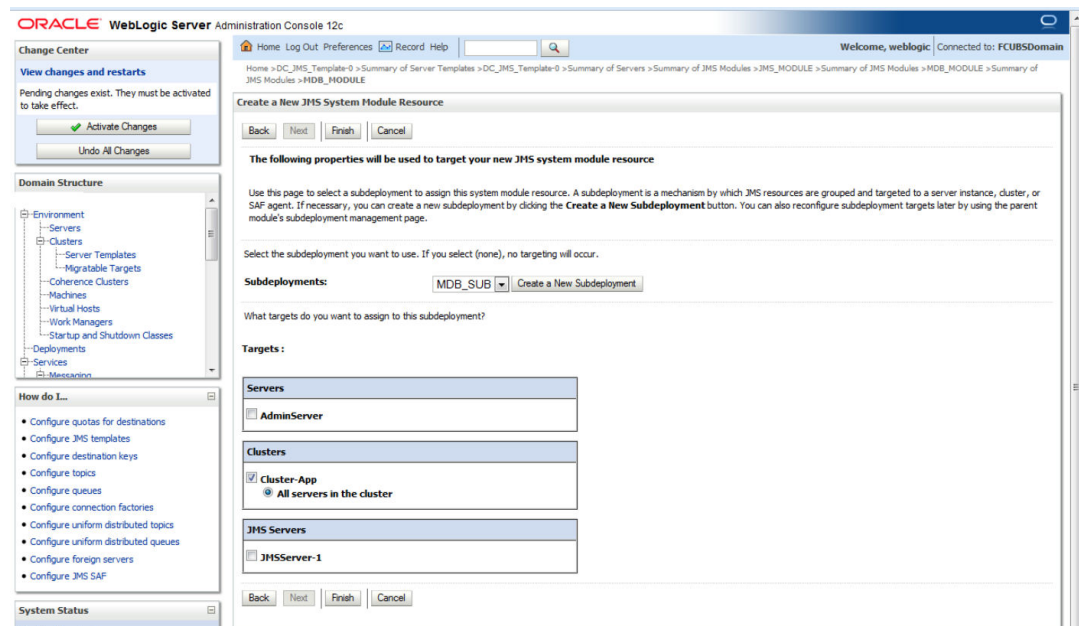 ORACLE WebLogic Server Administration Console 12c
Change Center
View changes and restarts
Pending changes exist. They must be activated
to take effect.
Activate Changes
Undo All Changes
Domain Structure
Environment
Servers
Clusters
Server Templates
Migratable Targets
Coherence Clusters
Machines
Virtual Hosts
Work Managers
Startup and Shutdown Classes
Deployments
Services
Messaging
How do I...
Configure quotas for destinations
Configure JMS templates
Configure destination keys
Configure topics
Configure queues
Configure connection factories
Configure uniform distributed topics
Configure uniform distributed queues
Configure foreign servers
Configure JMS SAF
System Status
Home Log Out Preferences Record Help
Welcome, weblogic Connected to: FCUBSDomain
Home >DC_JMS_Template-0 >Summary of Server Templates >DC_JMS_Template-0 >Summary of Servers >Summary of JMS Modules >JMS_MODULE >Summary of JMS Modules >MDB_MODULE >Summary of
JMS Modules >MDB_MODULE
Create a New JMS System Module Resource
Back Next Finish Cancel
The following properties will be used to target your new JMS system module resource
Use this page to select a subdeployment to assign this system module resource. A subdeployment is a mechanism by which JMS resources are grouped and targeted to a server instance, cluster, or
SAF agent. If necessary, you can create a new subdeployment by clicking the Create a New Subdeployment button. You can also reconfigure subdeployment targets later by using the parent
module's subdeployment management page.
Select the subdeployment you want to use. If you select (none), no targeting will occur.
Subdeployments: MDB_SUB Create a New Subdeployment
What targets do you want to assign to this subdeployment?
Targets :
Servers
AdminServer
Clusters
Cluster-App
All servers in the cluster
JMS Servers
JMSServer-1
Back Next Finish Cancel